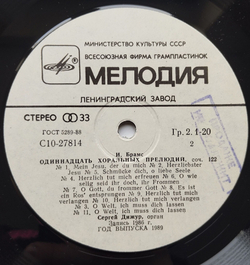 МИНИСТЕРСТВО КУЛЬТУРЫ СССР
ВСЕСОЮЗНАЯ ФИРМА ГРАМПЛАСТИНОК
МЕЛОДИЯ
ЛЕНИНГРАДСКИЙ ЗАВОД
СТЕРЕО 33
ГОСТ 5289-88
Гр. 2. 1-20
С10-27814
2
И. Брамс
ОДИННАДЦАТЬ ХОРАЛЬНЫХ ПРЕЛЮДИЙ, соч. 122
№ 1. Mein Jesu, der du mich № 2. Herzliebster
Jesu № 5. Schmücke dich, o liebe Seele
№ 4. Herzlich tut mich erfreuen № 6. O wie
selig seid ihr doch, ihr Frommen
№ 7. O Gott, du frommer Gott № 8. Es ist
ein Ros' entsprungen № 9. Herzlich tut mich
verlangen № 10. Herzlich tut mich verlangen
№ 3. O Welt, ich muss dich lassen
№ 11. O Welt, ich muss dich lassen
Сергей Дижур, орган
Запись 1986 г.
ГОД ВЫПУСКА 1989